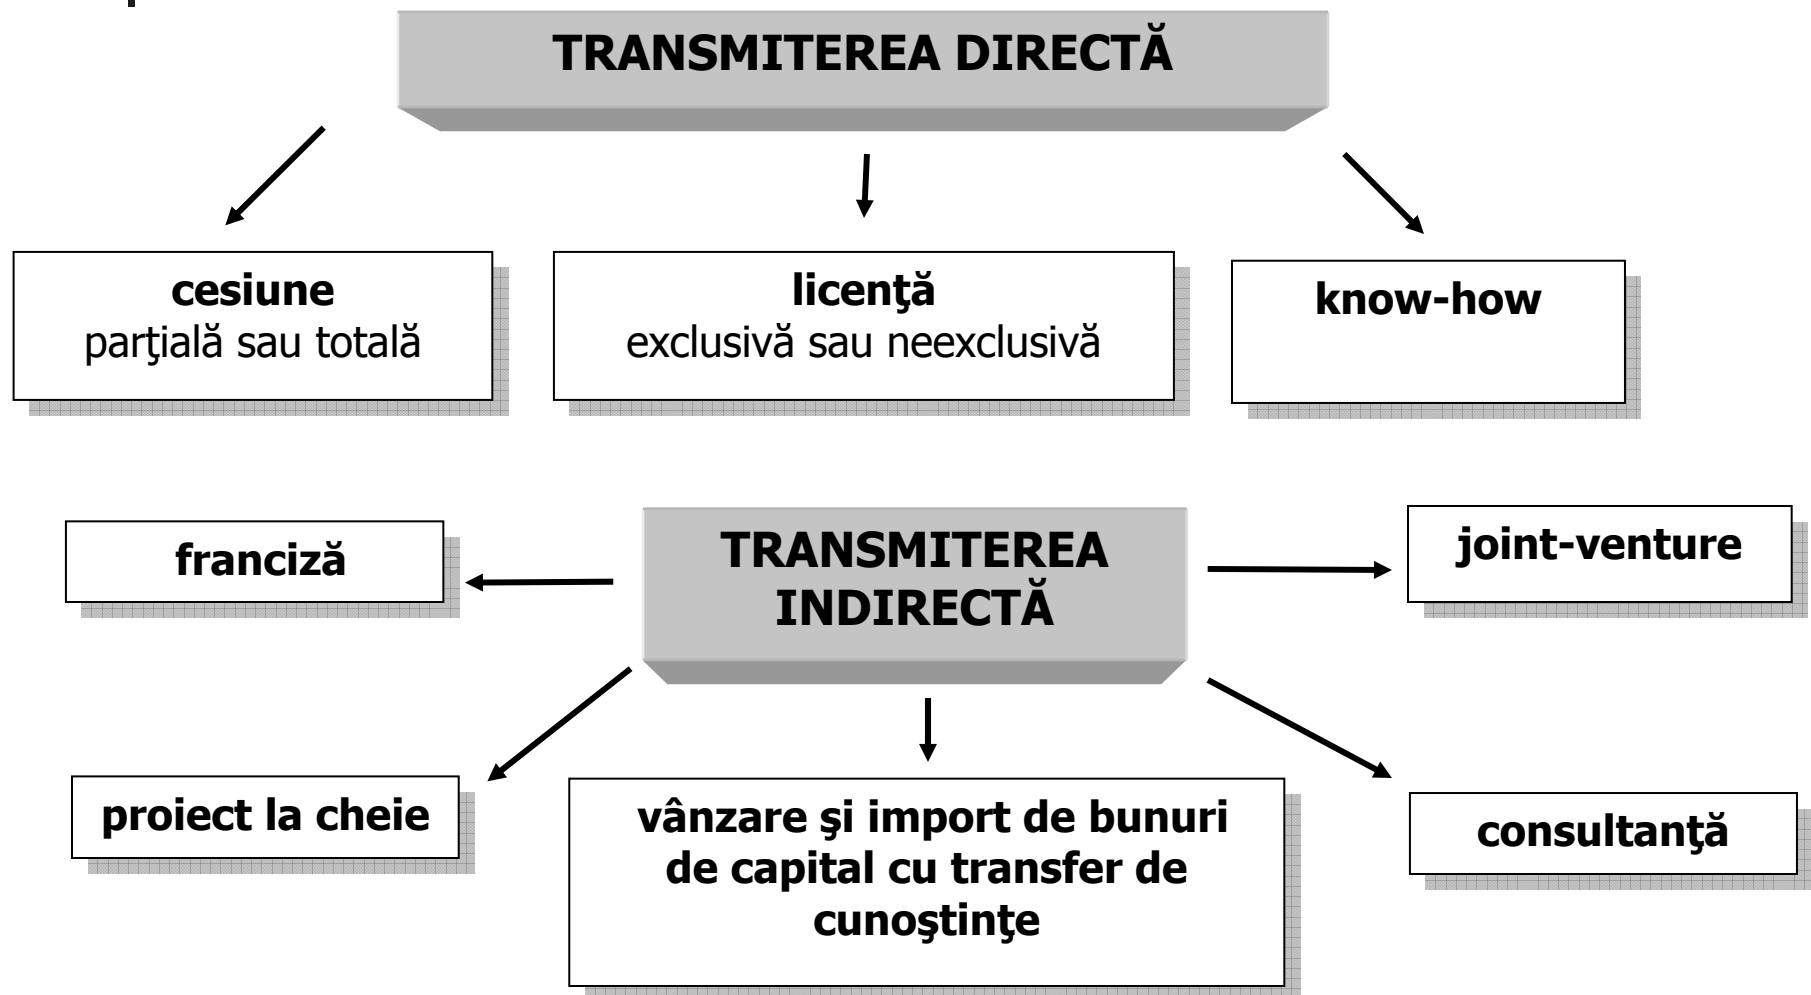 TRANSMITEREA DIRECTĂ
cesiune
parţială sau totală
licenţă
exclusivă sau neexclusivă
know-how
franciză
TRANSMITEREA
INDIRECTĂ
joint-venture
proiect la cheie
vânzare şi import de bunuri
de capital cu transfer de
cunoştinţe
consultanţă